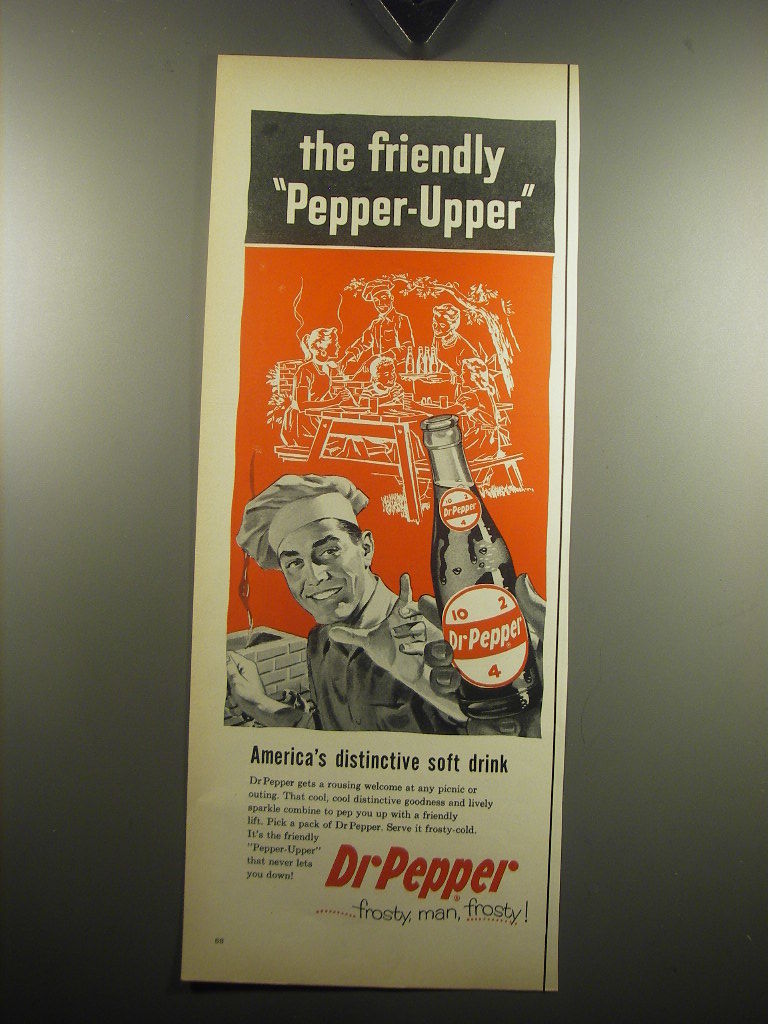 the friendly
"Pepper-Upper"
10 2
Dr Pepper
4
10 2
Dr Pepper
4
America's distinctive soft drink
Dr Pepper gets a rousing welcome at any picnic or
outing. That cool, cool distinctive goodness and lively
sparkle combine to pep you up with a friendly
lift. Pick a pack of Dr Pepper. Serve it frosty-cold.
It's the friendly
"Pepper-Upper"
that never lets
you down!
Dr Pepper ®
frosty, man, frosty!
68